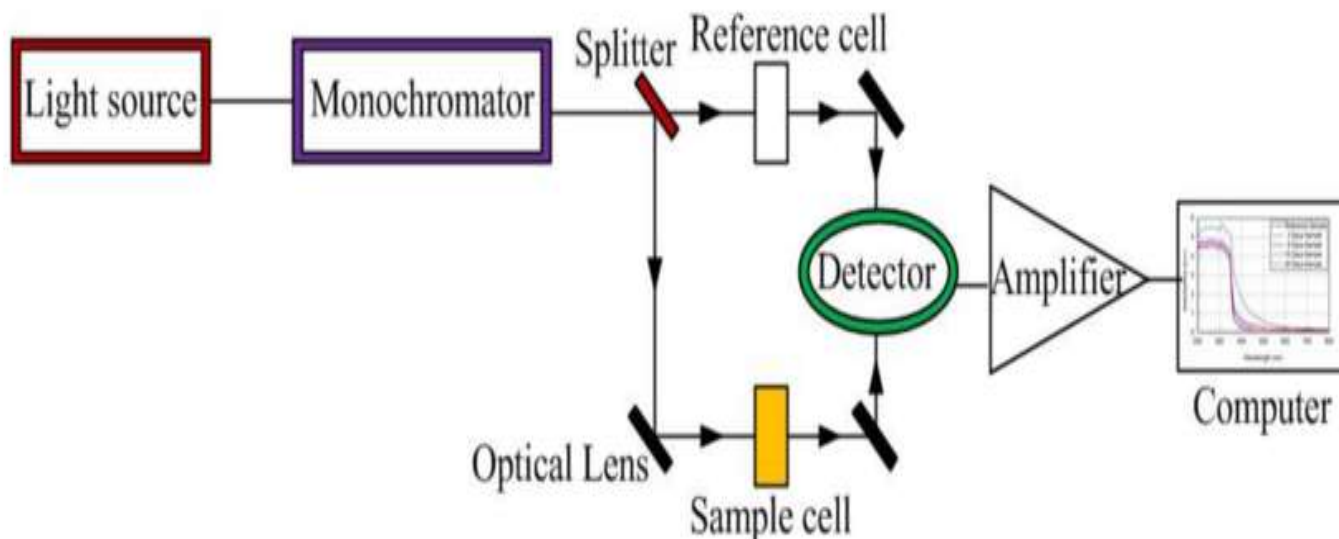 Light source
Monochromator
Splitter
Reference cell
Detector
Amplifier
Computer
Optical Lens
Sample cell